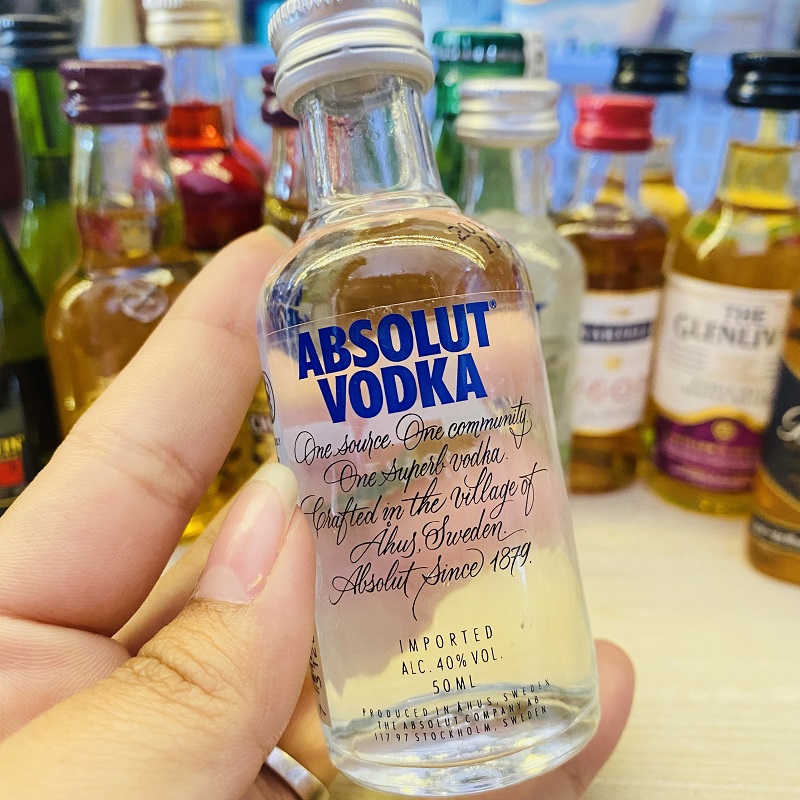 ABSOLUT®
VODKA
One source. One community.
One superb vodka.
Crafted in the village of
Åhus, Sweden.
Absolut Since 1879.
IMPORTED
ALC. 40% VOL.
50ML
PRODUCED IN ÅHUS, SWEDEN
THE ABSOLUT COMPANY AB
117 97 STOCKHOLM, SWEDEN
THE
GLENLIV